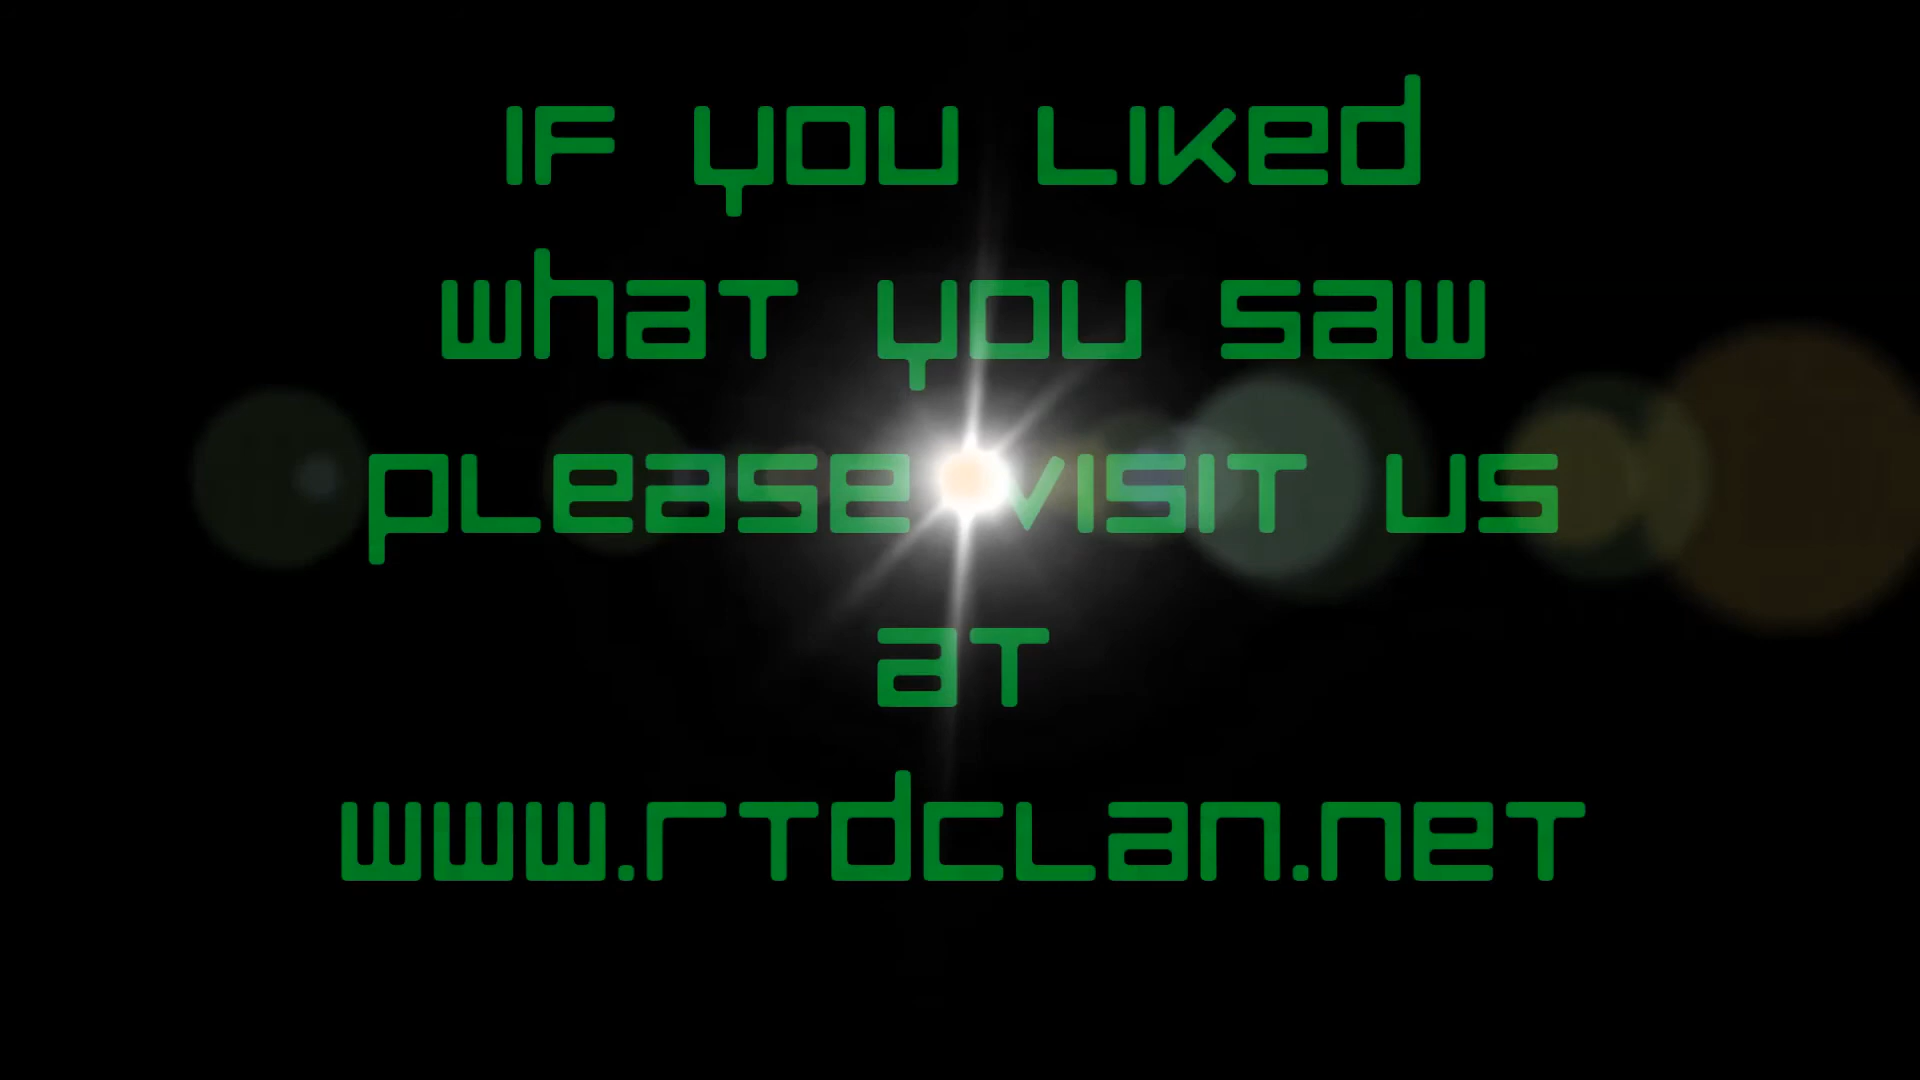 If you liked
what you saw
please visit us
at
www.rtdclan.net